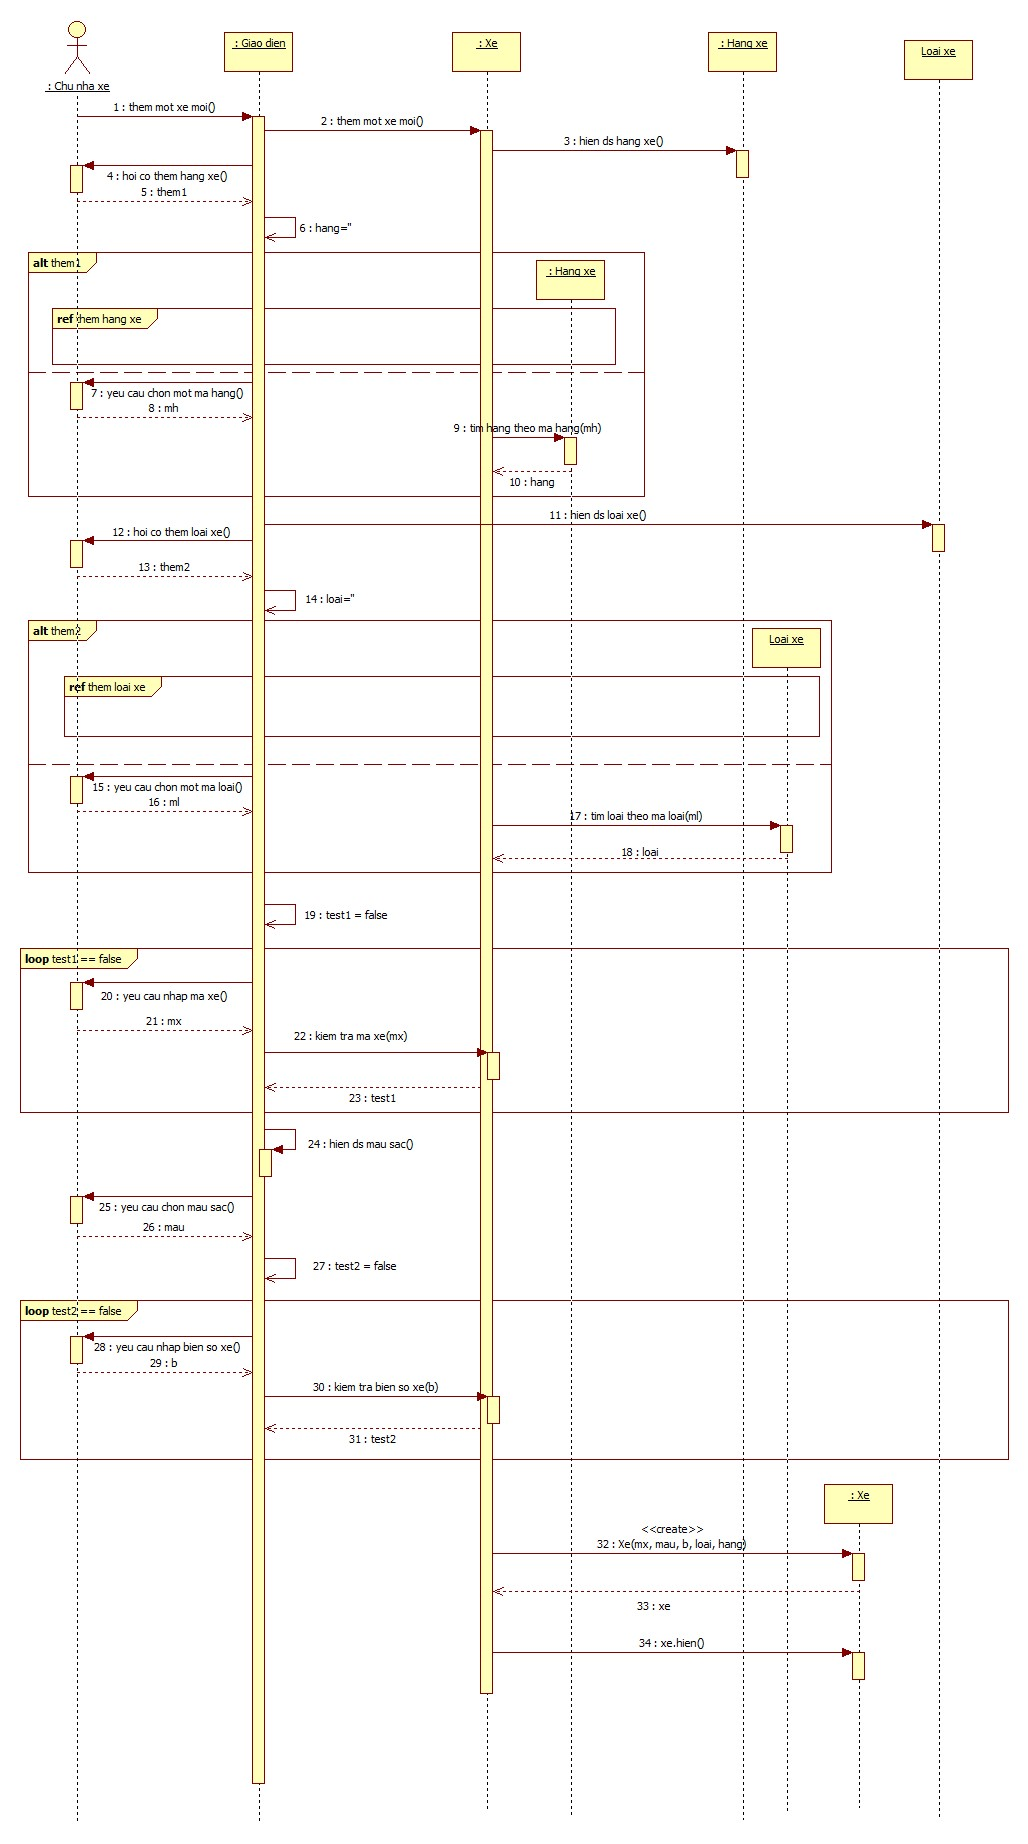 : Giao dien
: Xe
: Hang xe
Loai xe
: Chu nha xe
1 : them mot xe moi()
2 : them mot xe moi()
3 : hien ds hang xe()
4 : hoi co them hang xe()
5 : them1
6 : hang=''
alt them1
: Hang xe
ref them hang xe
7 : yeu cau chon mot ma hang()
8 : mh
9 : tim hang theo ma hang(mh)
10 : hang
11 : hien ds loai xe()
12 : hoi co them loai xe()
13 : them2
14 : loai=''
alt them2
Loai xe
ref them loai xe
15 : yeu cau chon mot ma loai()
16 : ml
17 : tim loai theo ma loai(ml)
18 : loai
19 : test1 = false
loop test1 == false
20 : yeu cau nhap ma xe()
21 : mx
22 : kiem tra ma xe(mx)
23 : test1
24 : hien ds mau sac()
25 : yeu cau chon mau sac()
26 : mau
27 : test2 = false
loop test2 == false
28 : yeu cau nhap bien so xe()
29 : b
30 : kiem tra bien so xe(b)
31 : test2
: Xe
<<create>>
32 : Xe(mx, mau, b, loai, hang)
33 : xe
34 : xe.hien()